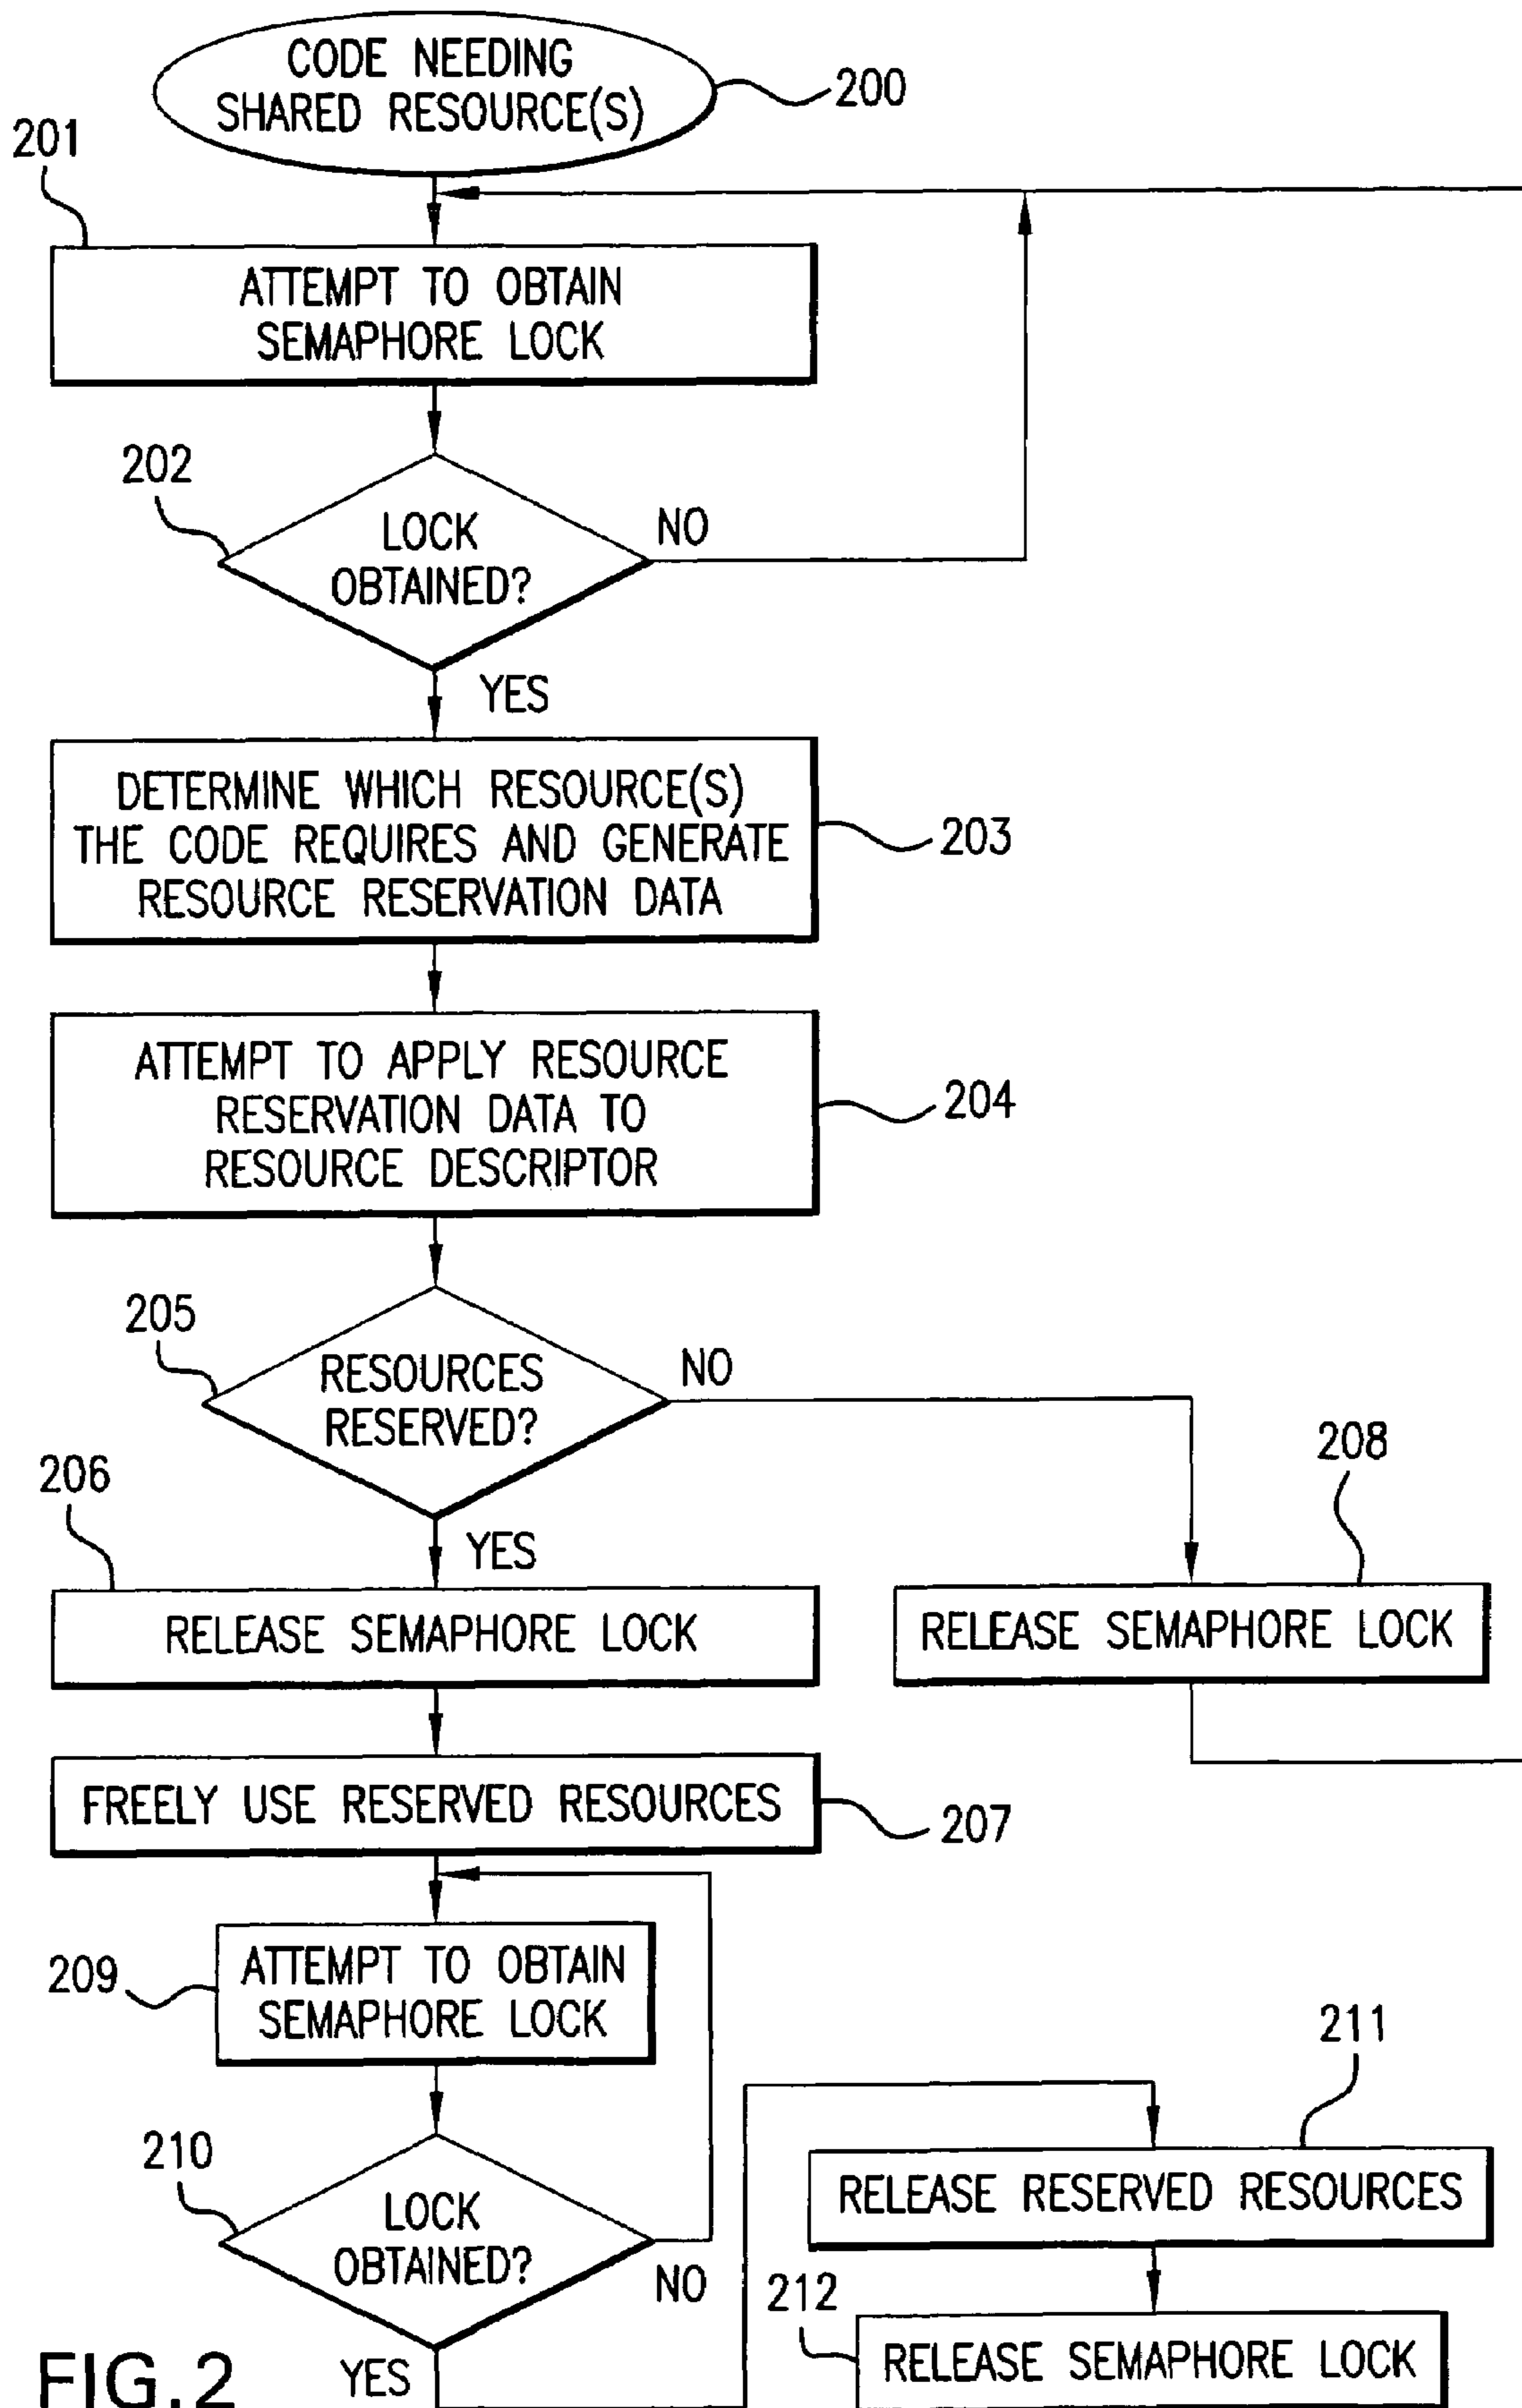 CODE NEEDING
SHARED RESOURCE(S)
200
201
ATTEMPT TO OBTAIN
SEMAPHORE LOCK
202
LOCK
OBTAINED?
NO
YES
DETERMINE WHICH RESOURCE(S)
THE CODE REQUIRES AND GENERATE
RESOURCE RESERVATION DATA
203
ATTEMPT TO APPLY RESOURCE
RESERVATION DATA TO
RESOURCE DESCRIPTOR
204
205
RESOURCES
RESERVED?
NO
YES
206
RELEASE SEMAPHORE LOCK
208
RELEASE SEMAPHORE LOCK
FREELY USE RESERVED RESOURCES
207
209
ATTEMPT TO OBTAIN
SEMAPHORE LOCK
210
LOCK
OBTAINED?
NO
YES
211
RELEASE RESERVED RESOURCES
212
RELEASE SEMAPHORE LOCK
FIG.2